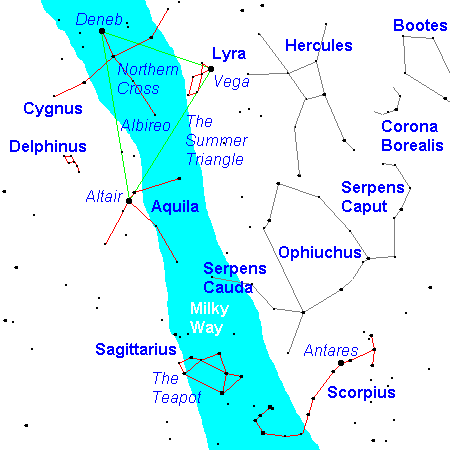 Deneb
Bootes
Hercules
Lyra
Northern
Cross
Vega
Cygnus
Albireo
The
Summer
Triangle
Corona
Borealis
Delphinus
Altair
Aquila
Serpens
Caput
Ophiuchus
Serpens
Cauda
Milky
Way
Sagittarius
The
Teapot
Antares
Scorpius